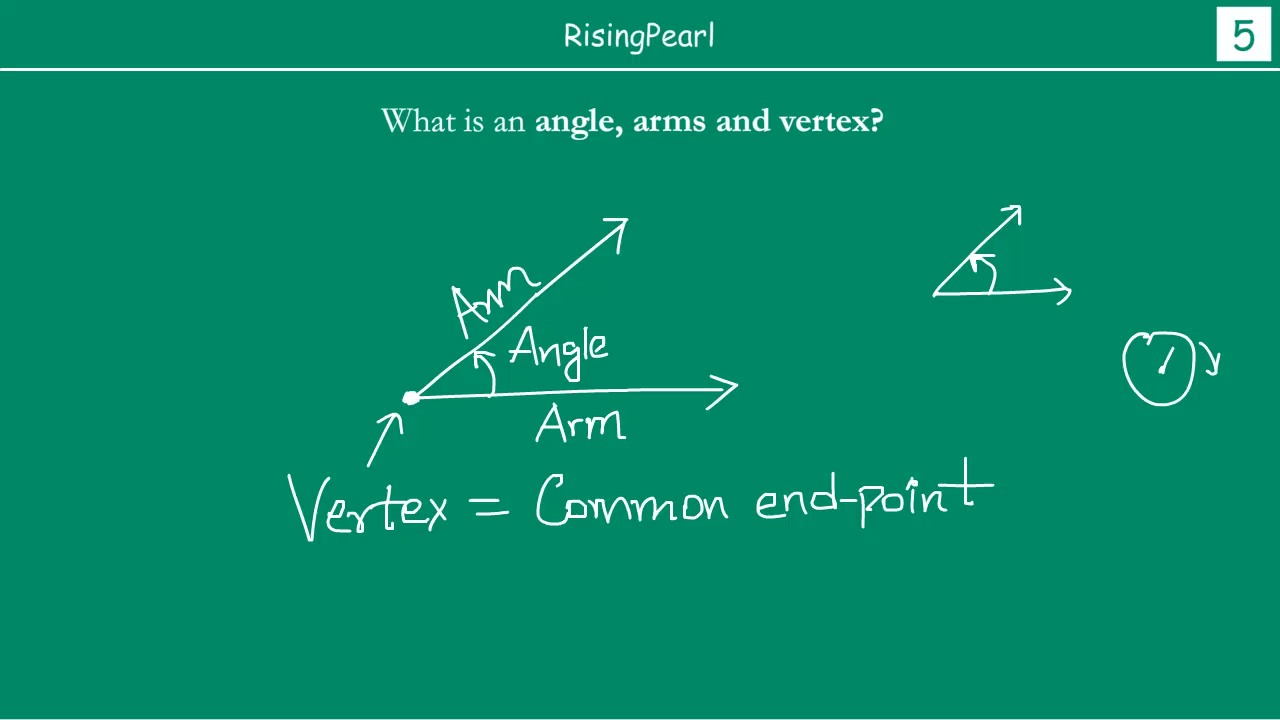 RisingPearl
5
What is an angle, arms and vertex?
Arm
Angle
Arm
Vertex = Common end-point